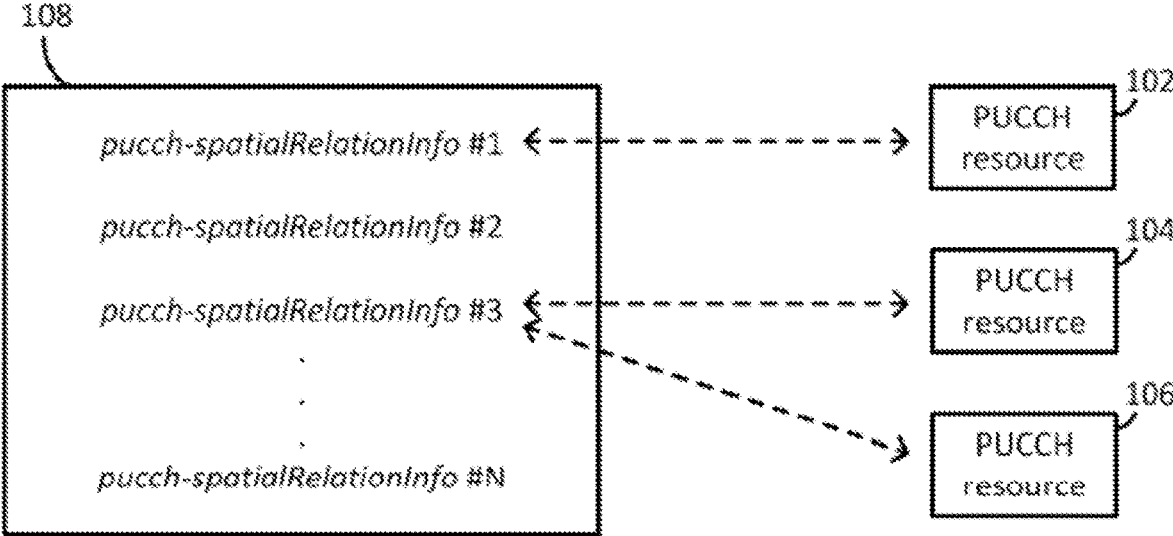 108
pucch-spatialRelationInfo #1
pucch-spatialRelationInfo #2
pucch-spatialRelationInfo #3
.
.
.
pucch-spatialRelationInfo #N
102
PUCCH
resource
104
PUCCH
resource
106
PUCCH
resource